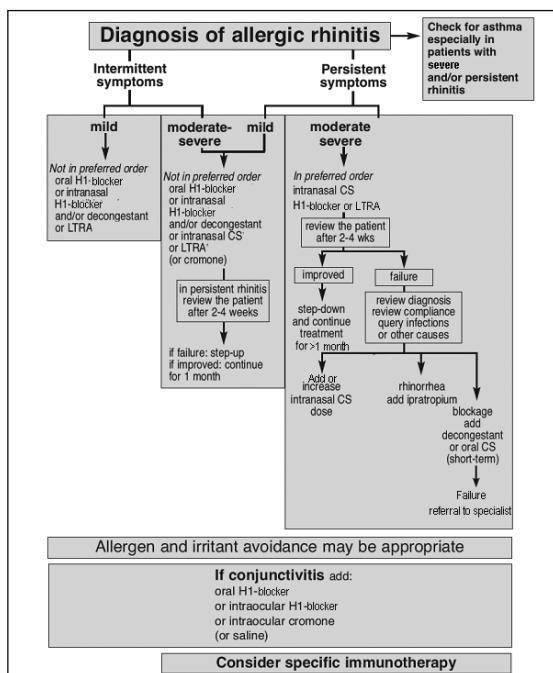 Diagnosis of allergic rhinitis
Check for asthma
especially in
patients with
severe
and/or persistent
rhinitis
Intermittent
symptoms
Persistent
symptoms
mild
Not in preferred order
oral H1-blocker
or intranasal
H1-blocker
and/or decongestant
or LTRA
moderate-
severe
mild
Not in preferred order
oral H1-blocker
or intranasal
H1-blocker
and/or decongestant
or intranasal CS
or LTRA
(or cromone)
in persistent rhinitis
review the patient
after 2-4 weeks
if failure: step-up
if improved: continue
for 1 month
moderate
severe
In preferred order
intranasal CS
H1-blocker or LTRA
review the patient
after 2-4 wks
improved
failure
step-down
and continue
treatment
for >1 month
review diagnosis
review compliance
query infections
or other causes
Add or
increase
intranasal CS
dose
rhinorrhea
add ipratropium
blockage
add
decongestant
or oral CS
(short-term)
Failure
referral to specialist
Allergen and irritant avoidance may be appropriate
If conjunctivitis add:
oral H1-blocker
or intraocular H1-blocker
or intraocular cromone
(or saline)
Consider specific immunotherapy